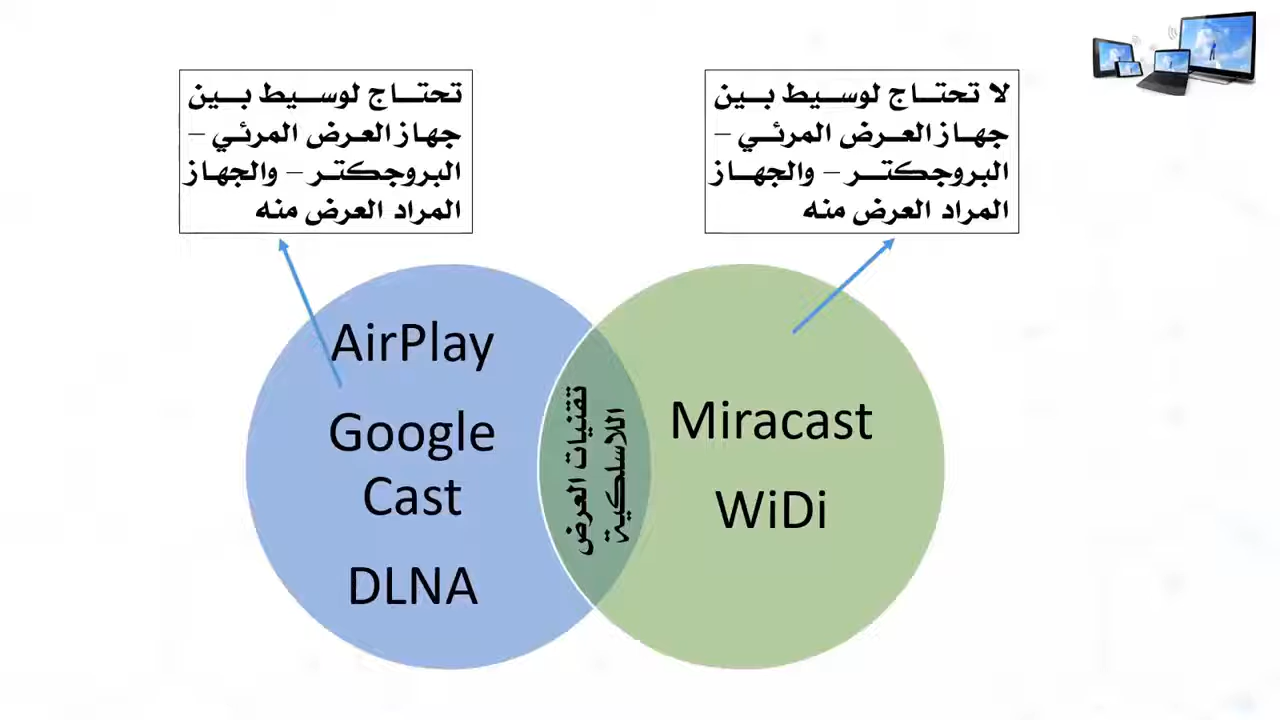 لا تحتاج لوسيط بين
جهاز العرض المرئي –
البروجكتر – والجهاز
المراد العرض منه
تحتاج لوسيط بين
جهاز العرض المرئي –
البروجكتر – والجهاز
المراد العرض منه
AirPlay
Google
Cast
DLNA
تقنيات العرض
اللاسلكية
Miracast
WiDi